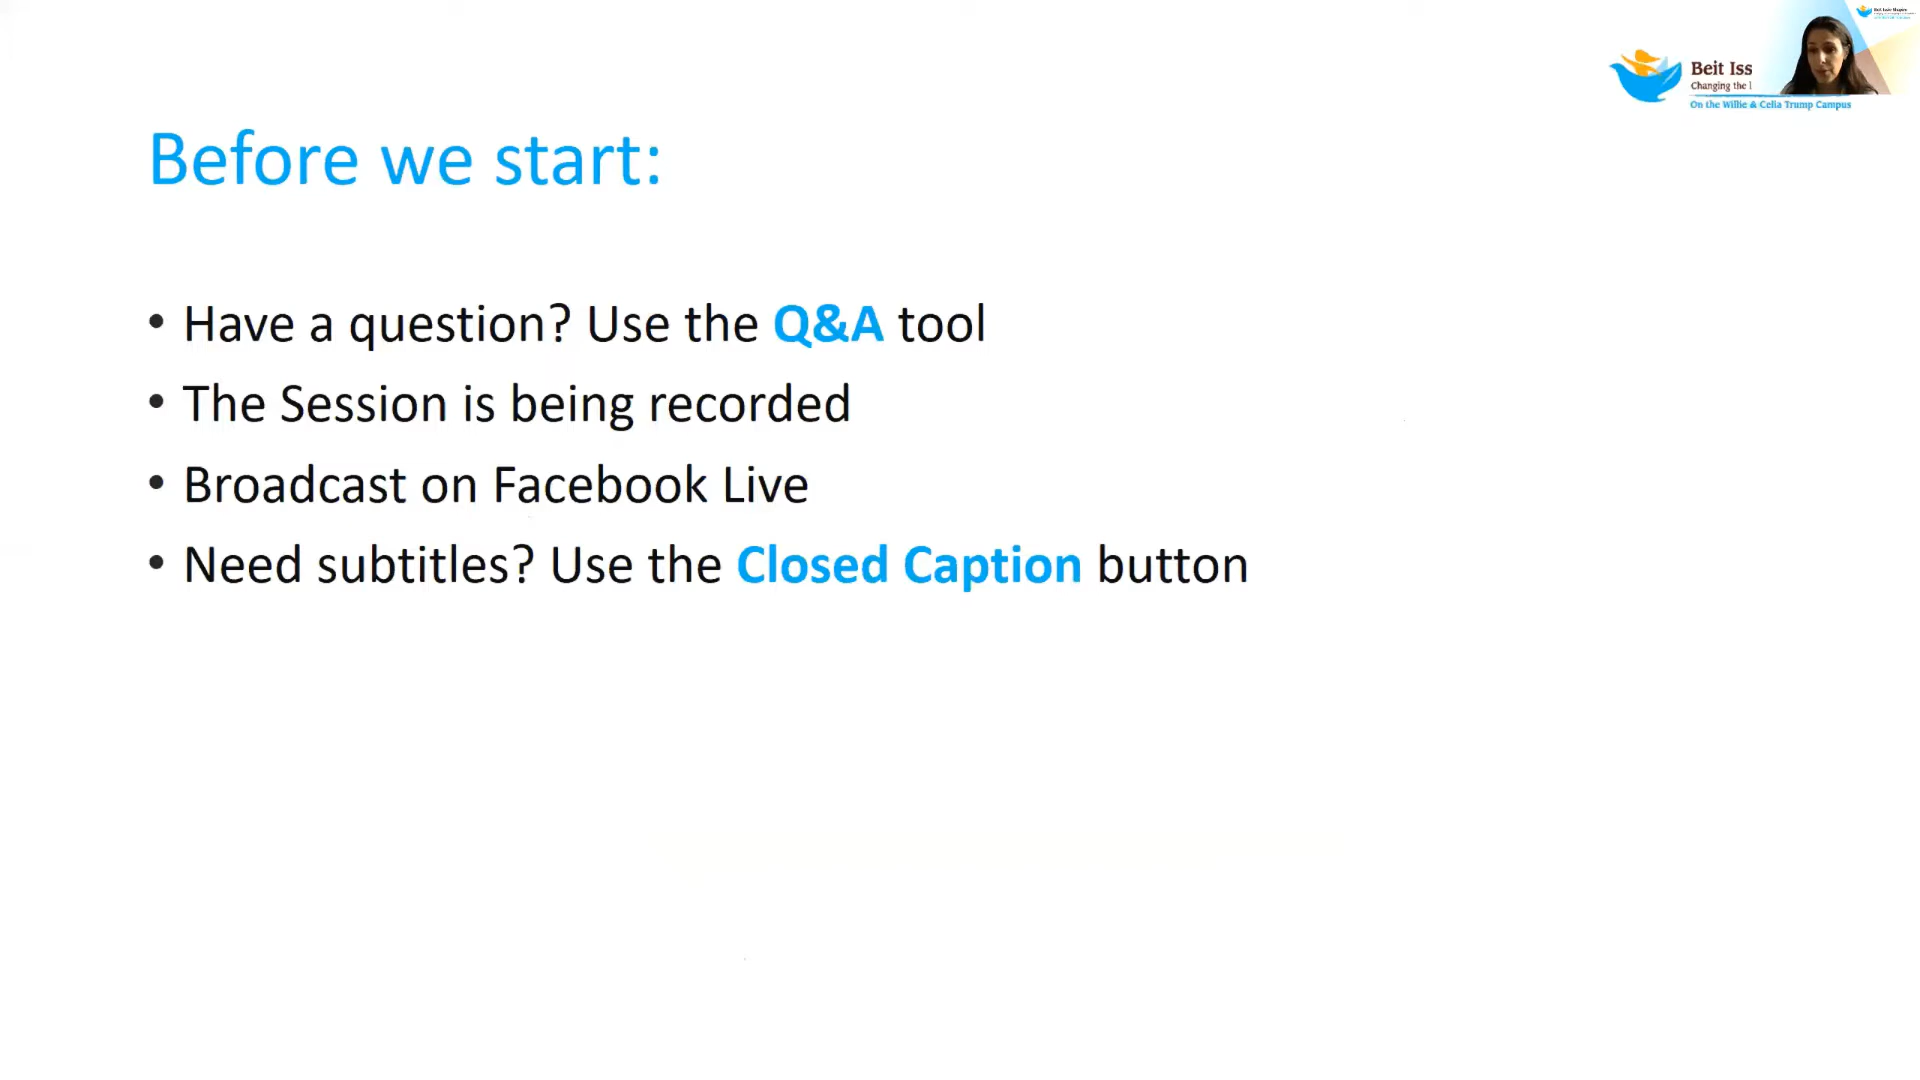 Beit Iss
Changing the l
On the Willie & Celia Trump Campus
Before we start:
• Have a question? Use the Q&A tool
• The Session is being recorded
• Broadcast on Facebook Live
• Need subtitles? Use the Closed Caption button